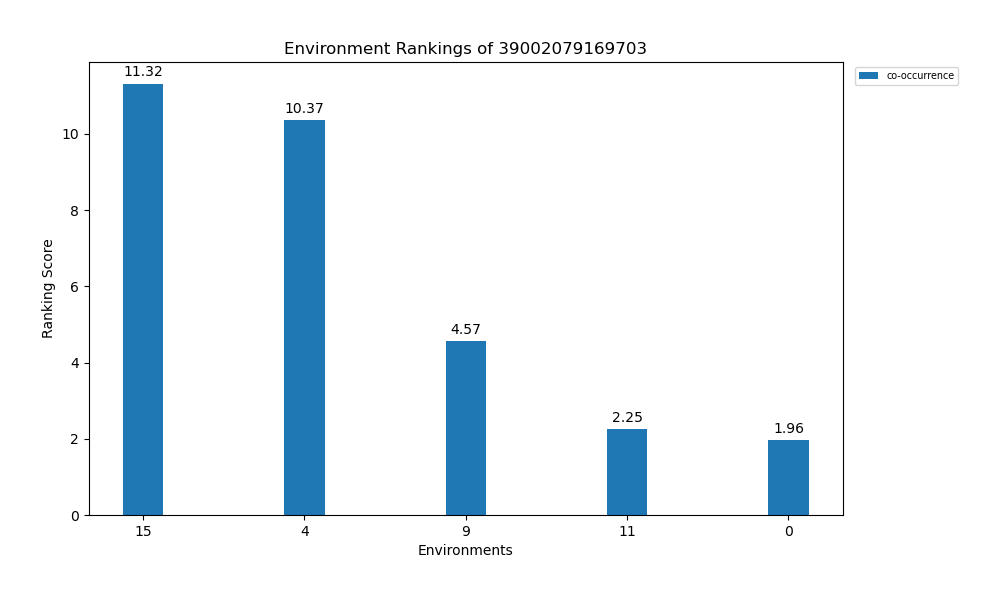 Environment Rankings of 39002079169703
co-occurrence
11.32
10.37
4.57
2.25
1.96
Ranking Score
10
8
6
4
2
0
15 4 9 11 0
Environments